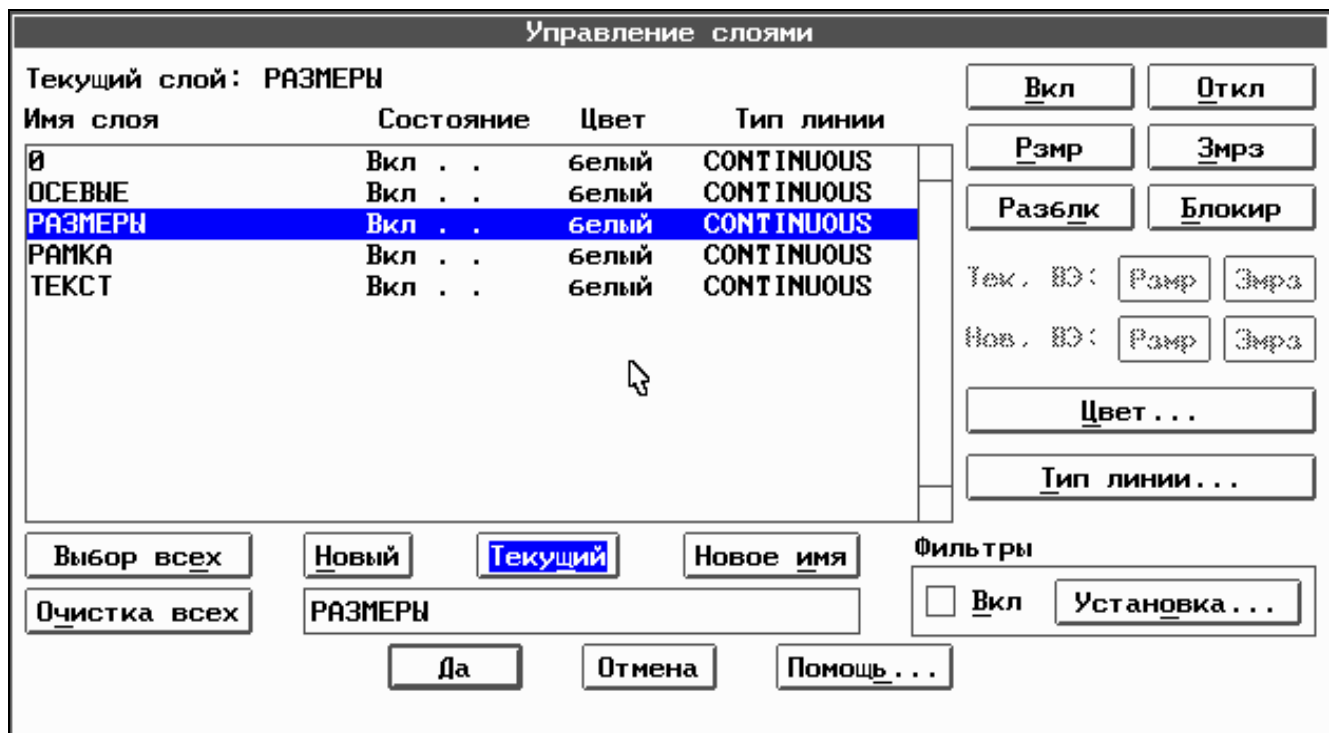 Управление слоями
Текущий слой: РАЗМЕРЫ
Вкл Откл
Имя слоя Состояние Цвет Тип линии
Рзмр Змрз
0 Вкл . . белый CONTINUOUS
ОСЕВЫЕ Вкл . . белый CONTINUOUS
Разблк Блокир
РАЗМЕРЫ Вкл . . белый CONTINUOUS
РАМКА Вкл . . белый CONTINUOUS
ТЕКСТ Вкл . . белый CONTINUOUS
Тек. ВЭ: Рзмр Змрз
Нов. ВЭ: Рзмр Змрз
Цвет...
Тип линии...
Выбор всех Новый Текущий Новое имя
Фильтры
Очистка всех РАЗМЕРЫ
Вкл Установка...
Да Отмена Помощь...